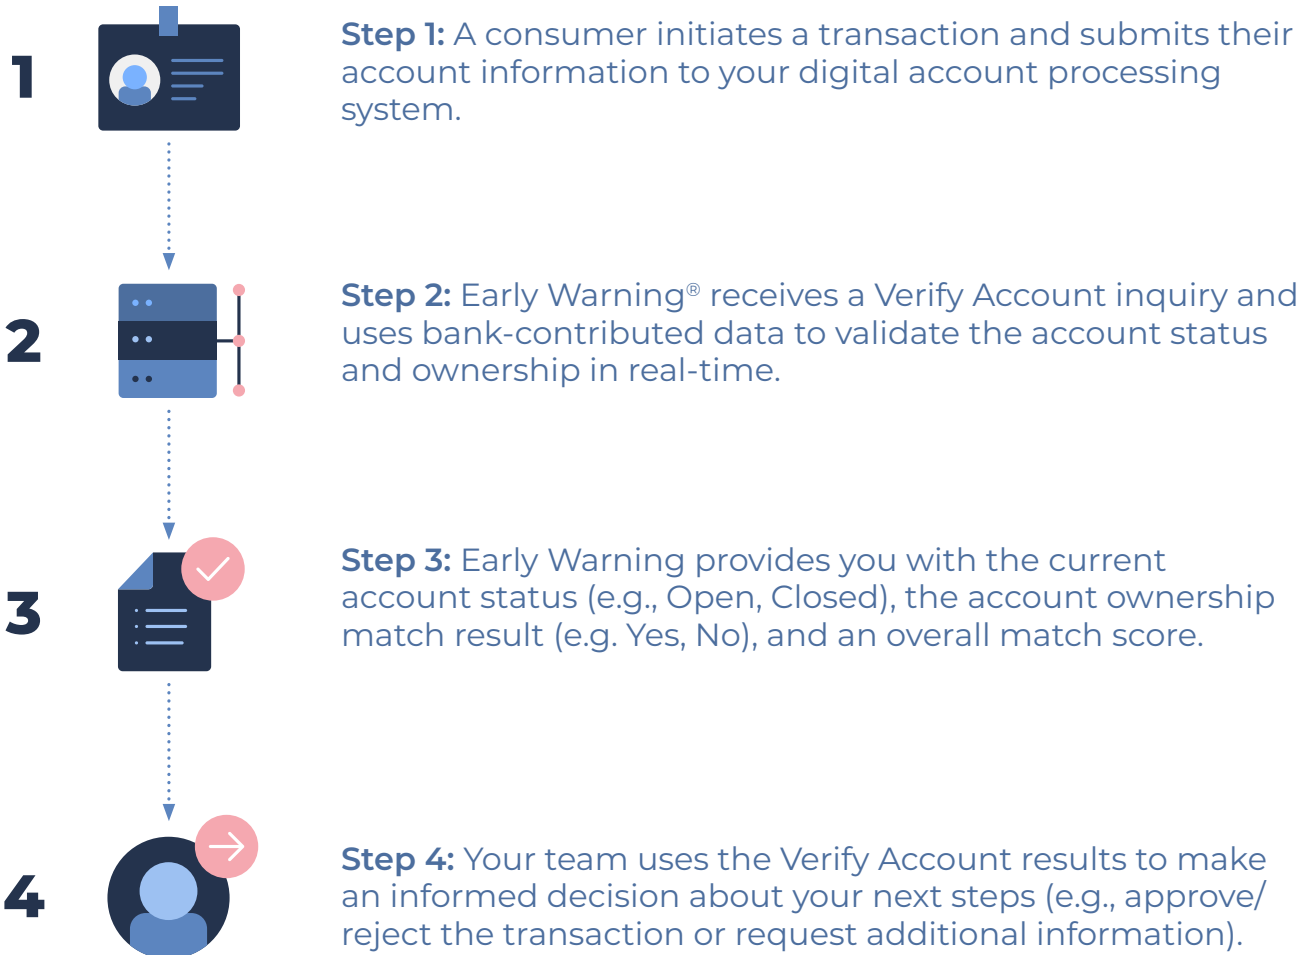 1
Step 1: A consumer initiates a transaction and submits their
account information to your digital account processing
system.
2
Step 2: Early Warning® receives a Verify Account inquiry and
uses bank-contributed data to validate the account status
and ownership in real-time.
3
Step 3: Early Warning provides you with the current
account status (e.g., Open, Closed), the account ownership
match result (e.g. Yes, No), and an overall match score.
4
Step 4: Your team uses the Verify Account results to make
an informed decision about your next steps (e.g., approve/
reject the transaction or request additional information).